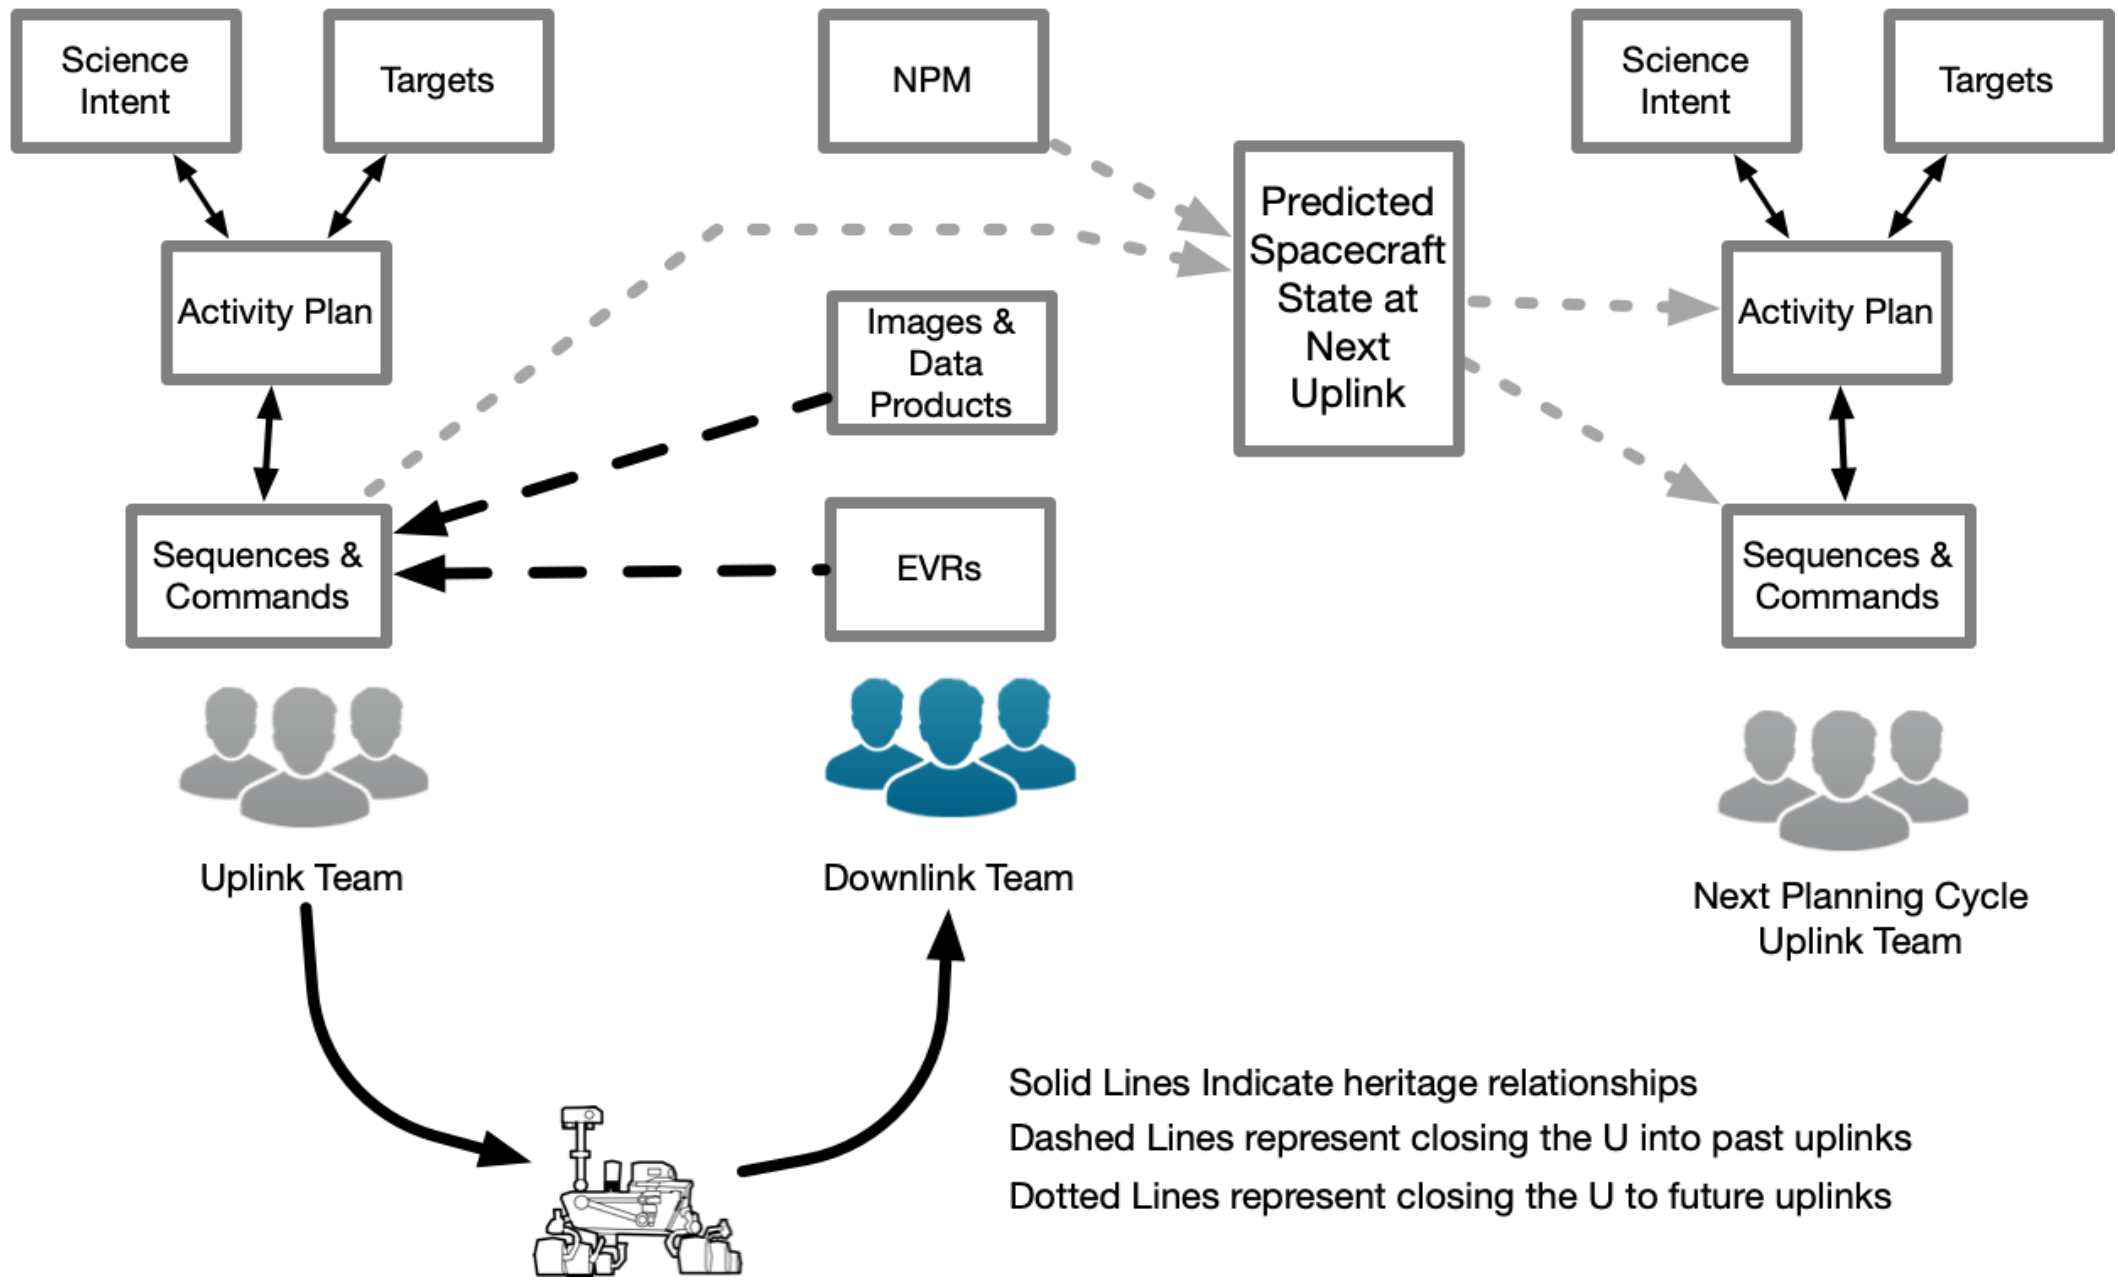 Science
Intent
Targets
Activity Plan
Sequences &
Commands
Uplink Team
NPM
Images &
Data
Products
EVRs
Downlink Team
Predicted
Spacecraft
State at
Next
Uplink
Science
Intent
Targets
Activity Plan
Sequences &
Commands
Next Planning Cycle
Uplink Team
Solid Lines Indicate heritage relationships
Dashed Lines represent closing the U into past uplinks
Dotted Lines represent closing the U to future uplinks